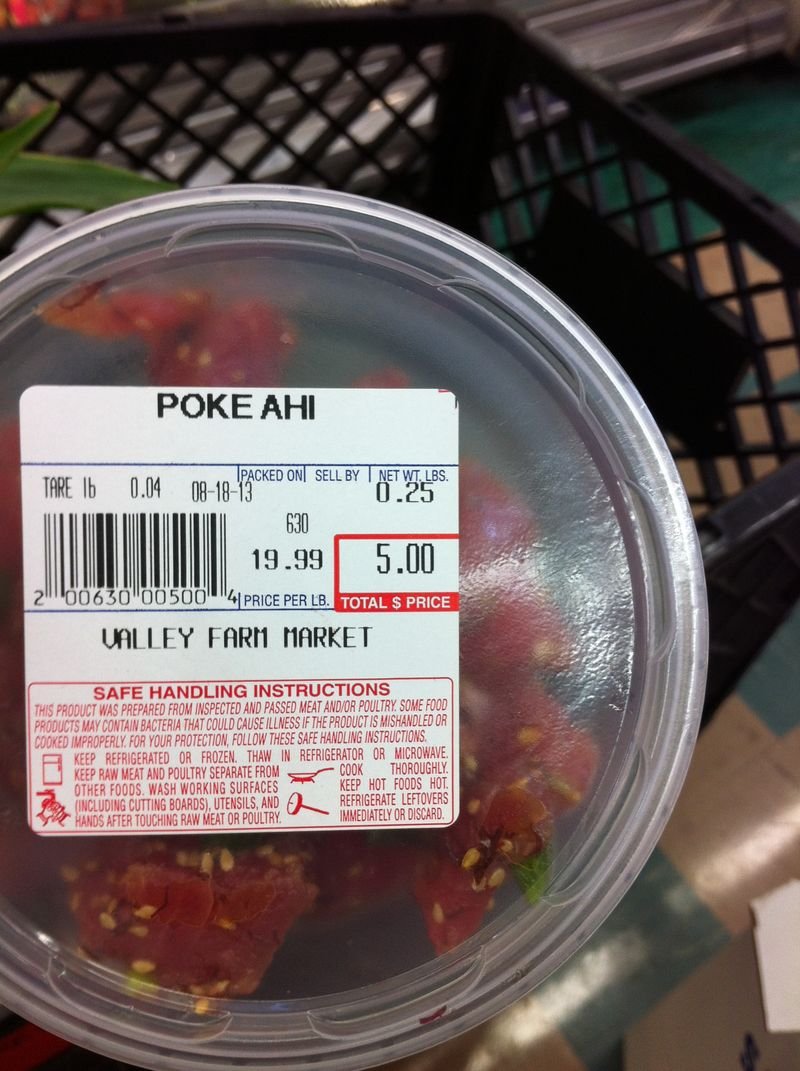 POKE AHI
PACKED ON SELL BY NET WT. LBS.
TARE lb 0.04 08-18-13 0.25
630
19.99 5.00
2 00630 00500 4 PRICE PER LB. TOTAL $ PRICE
VALLEY FARM MARKET
SAFE HANDLING INSTRUCTIONS
THIS PRODUCT WAS PREPARED FROM INSPECTED AND PASSED MEAT AND/OR POULTRY. SOME FOOD
PRODUCTS MAY CONTAIN BACTERIA THAT COULD CAUSE ILLNESS IF THE PRODUCT IS MISHANDLED OR
COOKED IMPROPERLY. FOR YOUR PROTECTION, FOLLOW THESE SAFE HANDLING INSTRUCTIONS.
KEEP REFRIGERATED OR FROZEN. THAW IN REFRIGERATOR OR MICROWAVE.
KEEP RAW MEAT AND POULTRY SEPARATE FROM
OTHER FOODS. WASH WORKING SURFACES
(INCLUDING CUTTING BOARDS), UTENSILS, AND
HANDS AFTER TOUCHING RAW MEAT OR POULTRY.
COOK THOROUGHLY.
KEEP HOT FOODS HOT.
REFRIGERATE LEFTOVERS
IMMEDIATELY OR DISCARD.